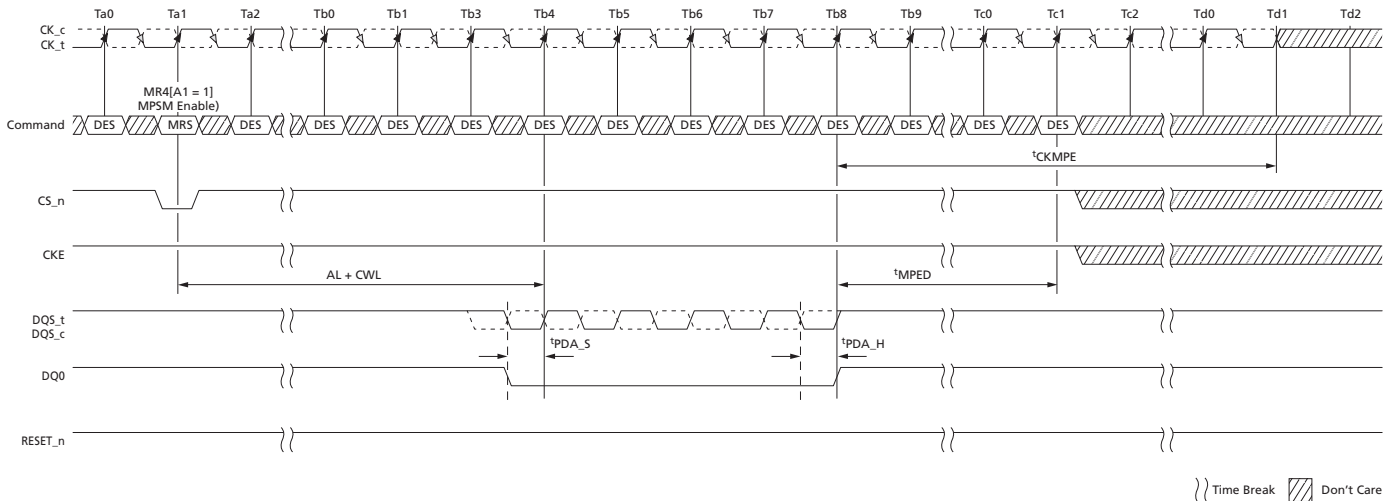 Ta0 Ta1 Ta2 Tb0 Tb1 Tb2 Tb3 Tb4 Tb5 Tb6 Tb7 Tb8 Tb9 Tc0 Tc1 Tc2 Td0 Td1 Td2
CK_c
CK_t
MR4[A1 = 1]
MPSM Enable)
Command DES MRS DES DES DES DES DES DES DES DES DES DES DES DES
tCKMPE
CS_n
CKE
AL + CWL tMPED
DQS_t
DQS_c
tPDA_S tPDA_H
DQ0
RESET_n
Time Break Don't Care